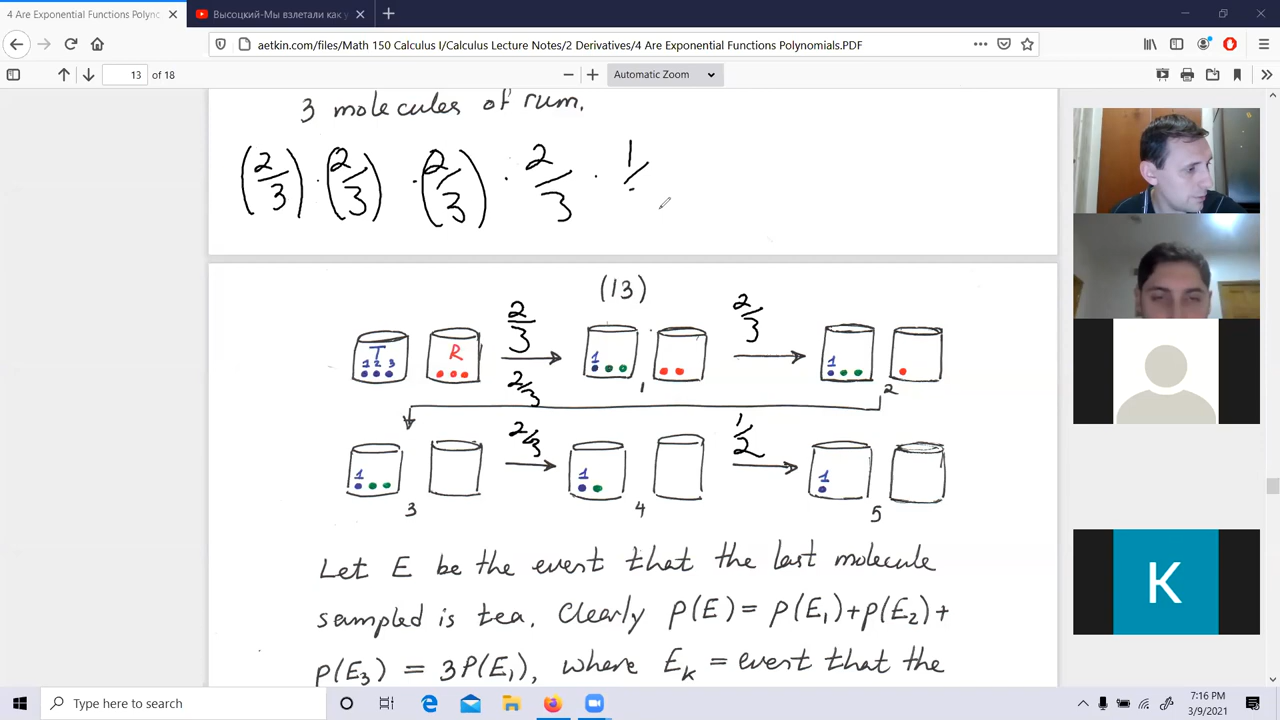 4 Are Exponential Functions Polync
Высоцкий-Мы взлетали как у
aetkin.com/files/Math 150 Calculus I/Calculus Lecture Notes/2 Derivatives/4 Are Exponential Functions Polynomials.PDF
13 of 18
Automatic Zoom
3 molecules of rum.
(2/3) · (2/3) · (2/3) · 2/3 · 1/
(13)
2/3 2/3
T R 1
1 2 3 1
2/3 1 2
2/3 1/2
1 1 1
3 4 5
Let E be the event that the last molecule
sampled is tea. Clearly P(E) = P(E₁)+P(E₂)+
P(E₃) = 3P(E₁), where Eₖ = event that the
K
Type here to search
7:16 PM
3/9/2021